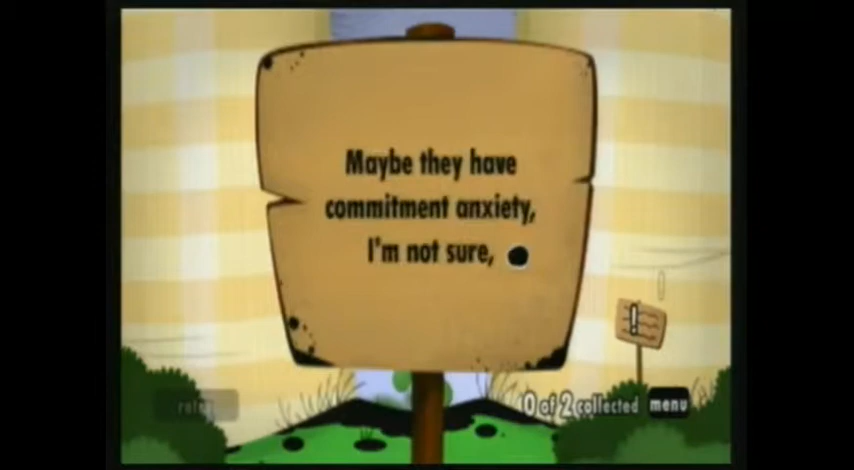 Maybe they have
commitment anxiety,
I'm not sure,
!
0 of 2 collected menu